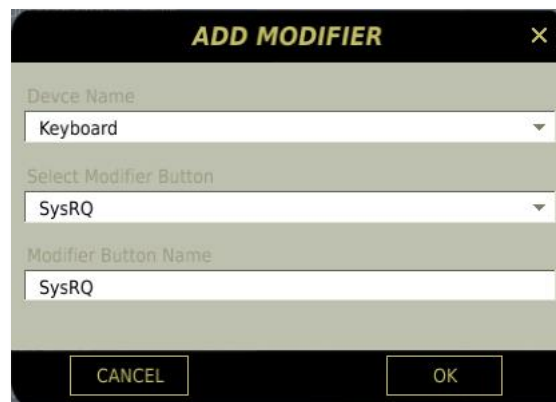 ADD MODIFIER ×
Devce Name
Keyboard
Select Modifier Button
SysRQ
Modifier Button Name
SysRQ
CANCEL OK